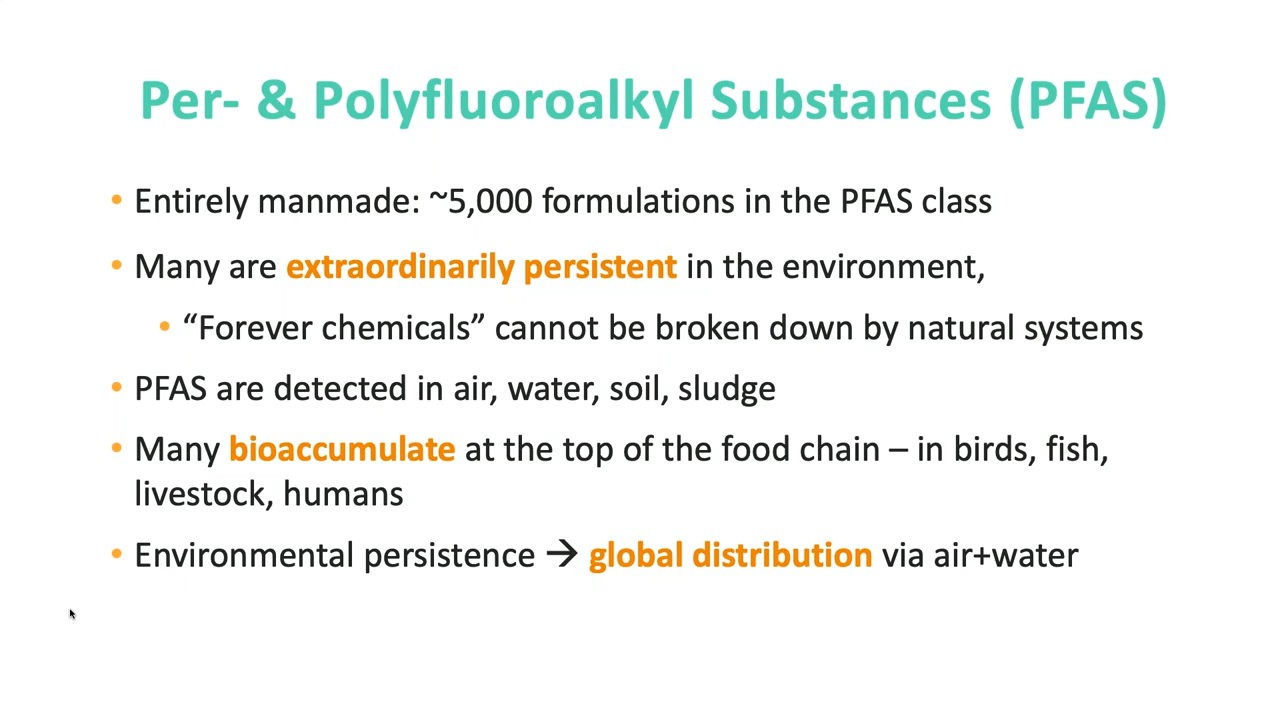 Per- & Polyfluoroalkyl Substances (PFAS)
• Entirely manmade: ~5,000 formulations in the PFAS class
• Many are extraordinarily persistent in the environment,
• “Forever chemicals” cannot be broken down by natural systems
• PFAS are detected in air, water, soil, sludge
• Many bioaccumulate at the top of the food chain – in birds, fish,
livestock, humans
• Environmental persistence → global distribution via air+water